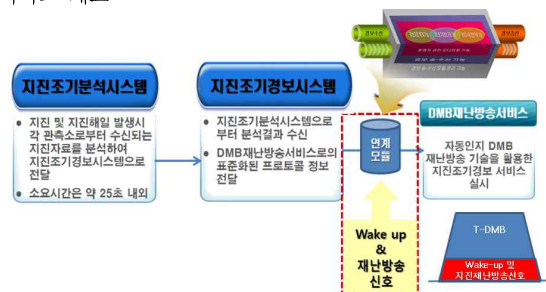 지진조기분석시스템
지진 및 지진해일 발생시
각 관측소로부터 수신되는
지진자료를 분석하여
지진조기경보시스템으로
전달
소요시간은 약 25초 내외
지진조기경보시스템
지진조기분석시스템으로
부터 분석결과 수신
DMB재난방송서비스로의
표준화된 프로토콜 정보
전달
연계
모듈
Wake up
&
재난방송
신호
DMB재난방송서비스
자동인지 DMB
재난방송 기술을 활용한
지진조기경보 서비스
실시
T-DMB
Wake-up 및
지진재난방송신호